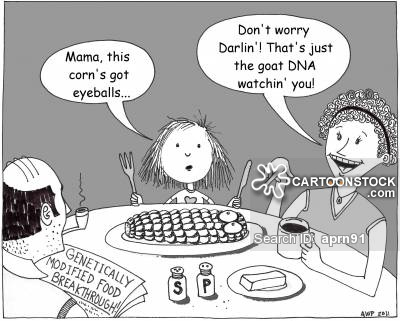 Mama, this
corn's got
eyeballs...
Don't worry
Darlin'! That's just
the goat DNA
watchin' you!
CARTOONSTOCK
.com
Search ID: aprn91
GENETICALLY
MODIFIED FOOD
BREAKTHROUGH!
S
P
AWP 2011